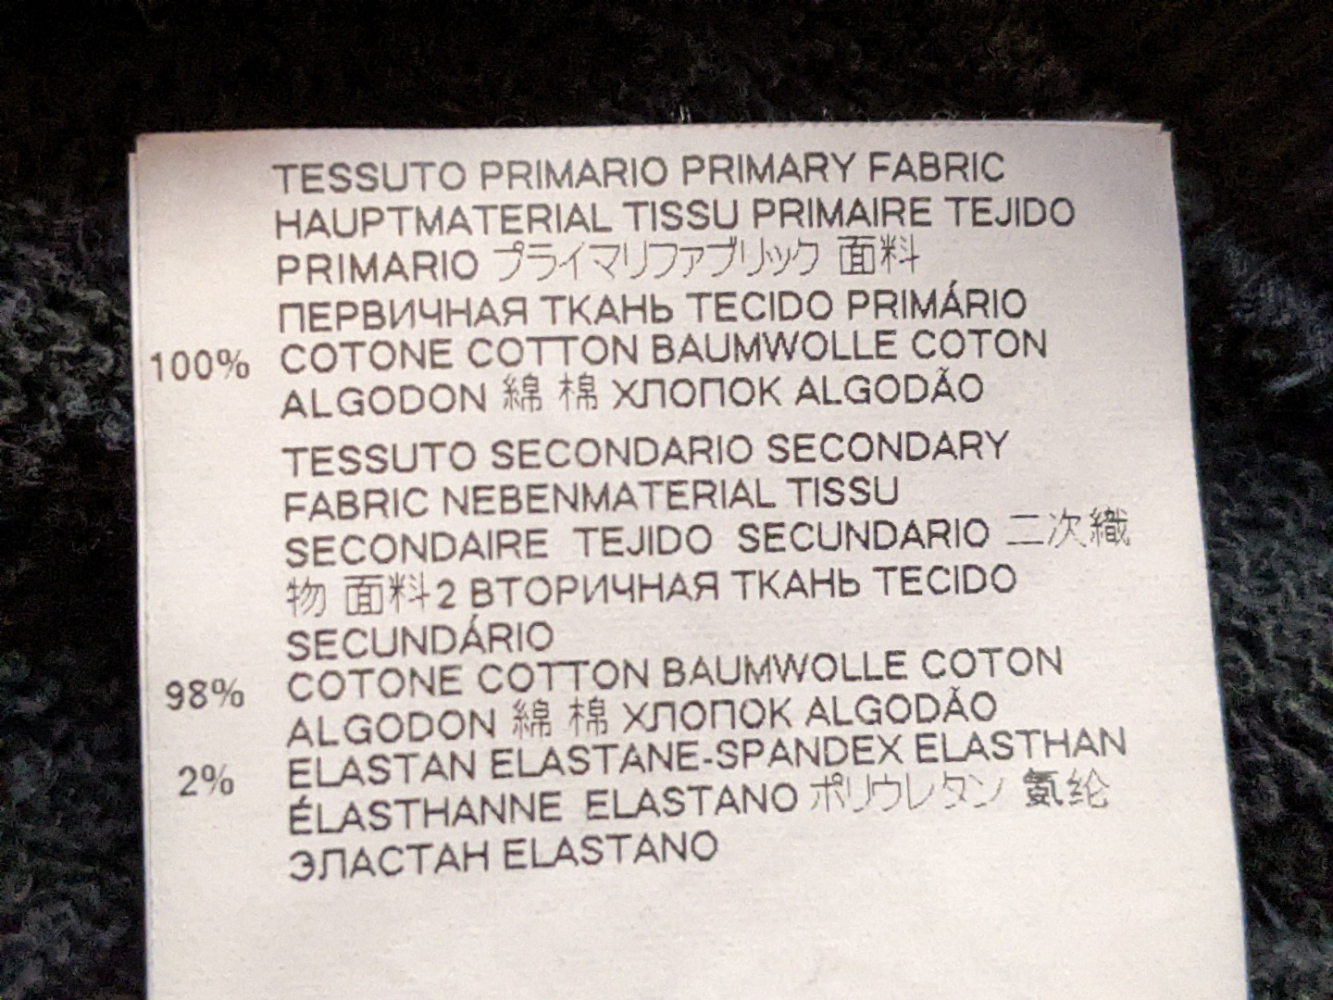 TESSUTO PRIMARIO PRIMARY FABRIC
HAUPTMATERIAL TISSU PRIMAIRE TEJIDO
PRIMARIO プライマリファブリック 面料
ПЕРВИЧНАЯ ТКАНЬ TECIDO PRIMÁRIO
100% COTONE COTTON BAUMWOLLE COTON
ALGODON 綿 棉 ХЛОПОК ALGODÃO
TESSUTO SECONDARIO SECONDARY
FABRIC NEBENMATERIAL TISSU
SECONDAIRE TEJIDO SECUNDARIO 二次織
物 面料2 ВТОРИЧНАЯ ТКАНЬ TECIDO
SECUNDÁRIO
98% COTONE COTTON BAUMWOLLE COTON
ALGODON 綿 棉 ХЛОПОК ALGODÃO
2% ELASTAN ELASTANE-SPANDEX ELASTHAN
ÉLASTHANNE ELASTANO ポリウレタン 氨纶
ЭЛАСТАН ELASTANO